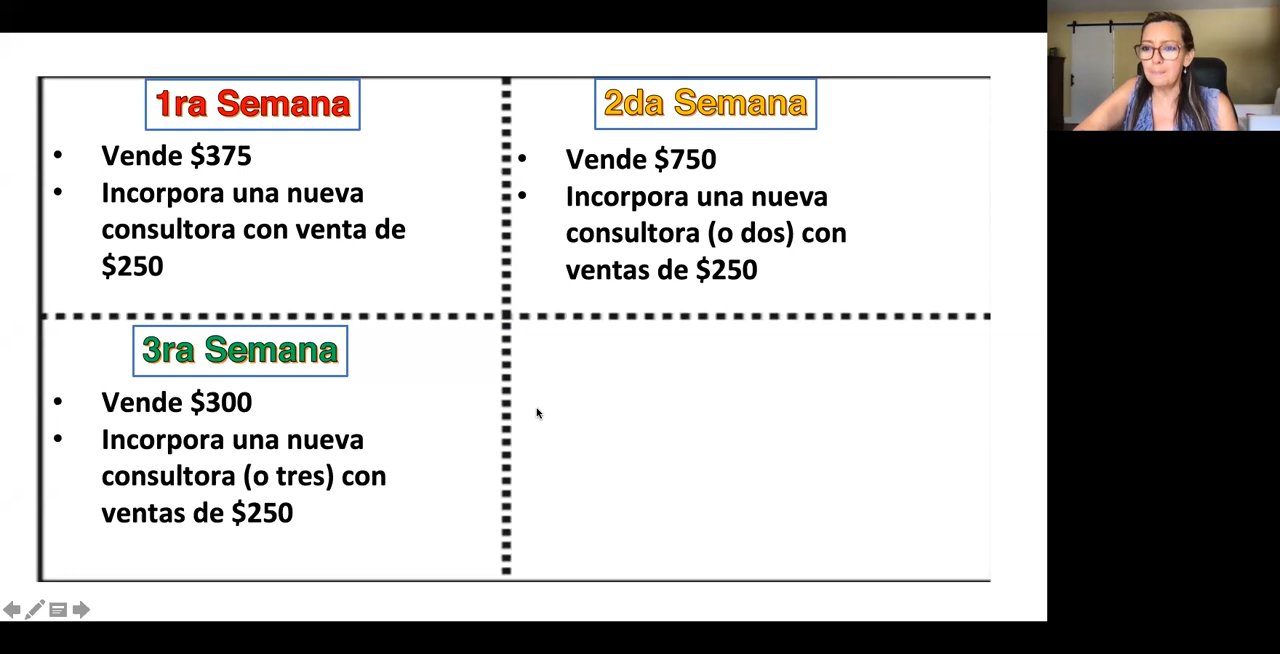 1ra Semana
• Vende $375
• Incorpora una nueva
consultora con venta de
$250
2da Semana
• Vende $750
• Incorpora una nueva
consultora (o dos) con
ventas de $250
3ra Semana
• Vende $300
• Incorpora una nueva
consultora (o tres) con
ventas de $250